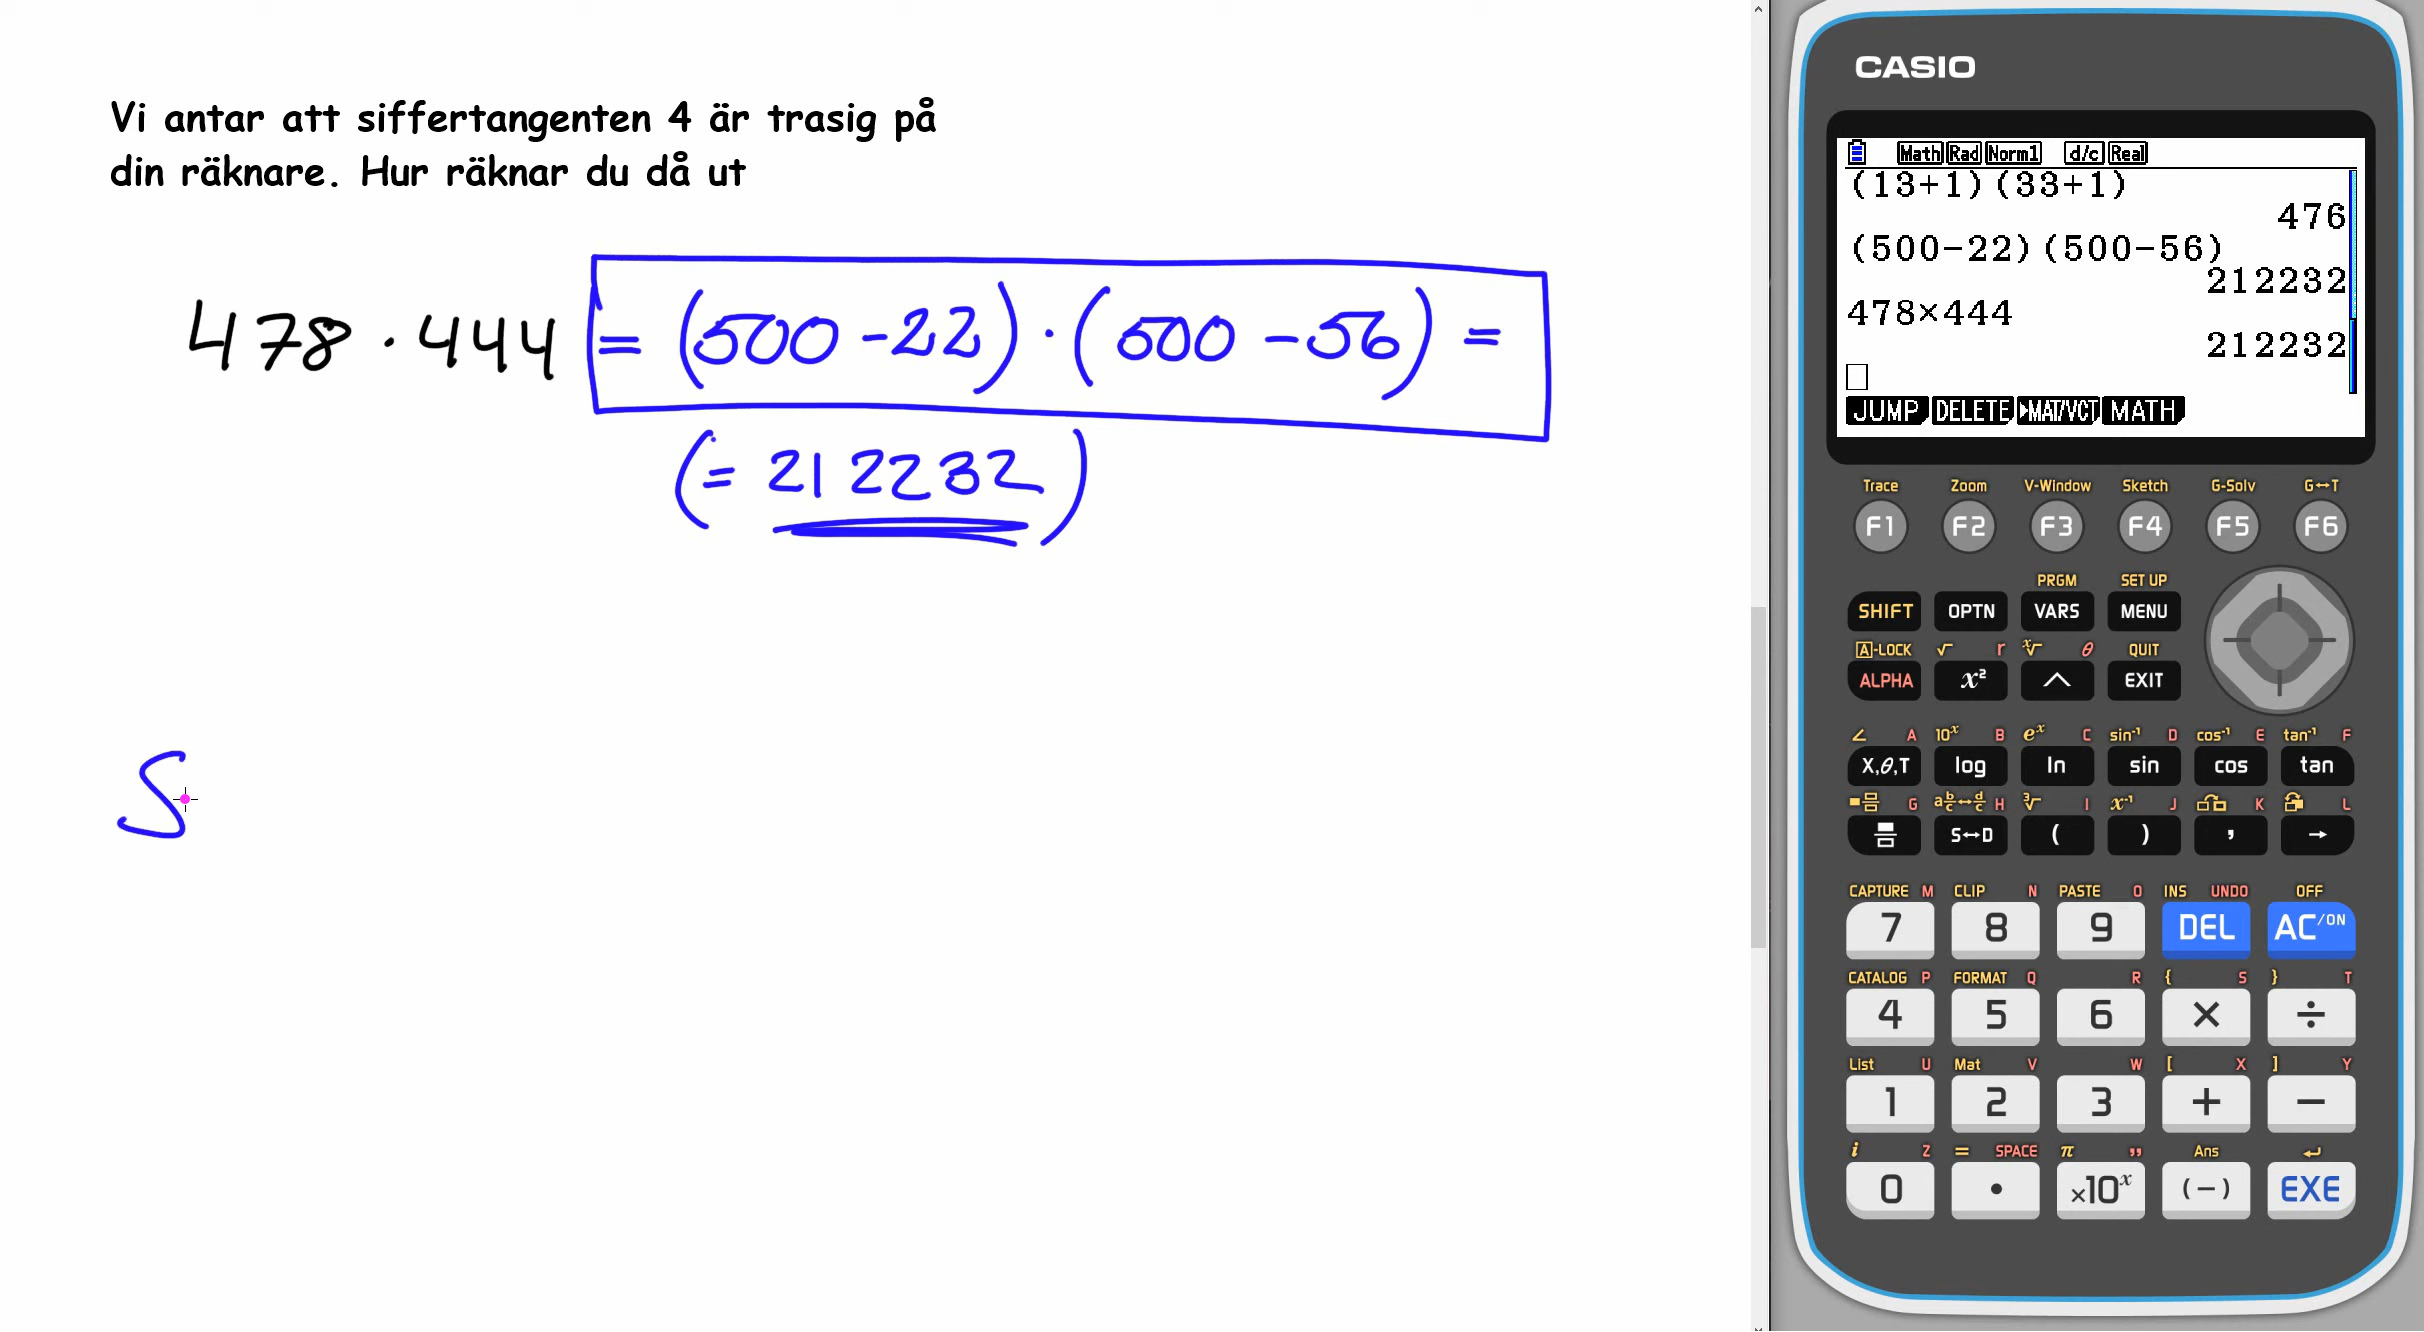 Vi antar att siffertangenten 4 är trasig på
din räknare. Hur räknar du då ut
478 · 444 = (500 - 22) · (500 - 56) =
(= 212232)
S
CASIO
Math Rad Norm1 d/c Real
(13+1)(33+1)
476
(500-22)(500-56)
212232
478×444
212232
JUMP DELETE ▸MAT/VCT MATH
Trace Zoom V-Window Sketch G-Solv G↔T
F1 F2 F3 F4 F5 F6
PRGM SET UP
SHIFT OPTN VARS MENU
A-LOCK √ r ˣ√ θ QUIT
ALPHA x² ^ EXIT
∠ A 10ˣ B eˣ C sin⁻¹ D cos⁻¹ E tan⁻¹ F
X,θ,T log ln sin cos tan
G a b/c↔d/c H ³√ I x⁻¹ J K L
S↔D ( ) , →
CAPTURE M CLIP N PASTE O INS UNDO OFF
7 8 9 DEL AC/ON
CATALOG P FORMAT Q R { S } T
4 5 6 × ÷
List U Mat V W [ X ] Y
1 2 3 + −
i Z = SPACE π " Ans ↵
0 • ×10ˣ (−) EXE